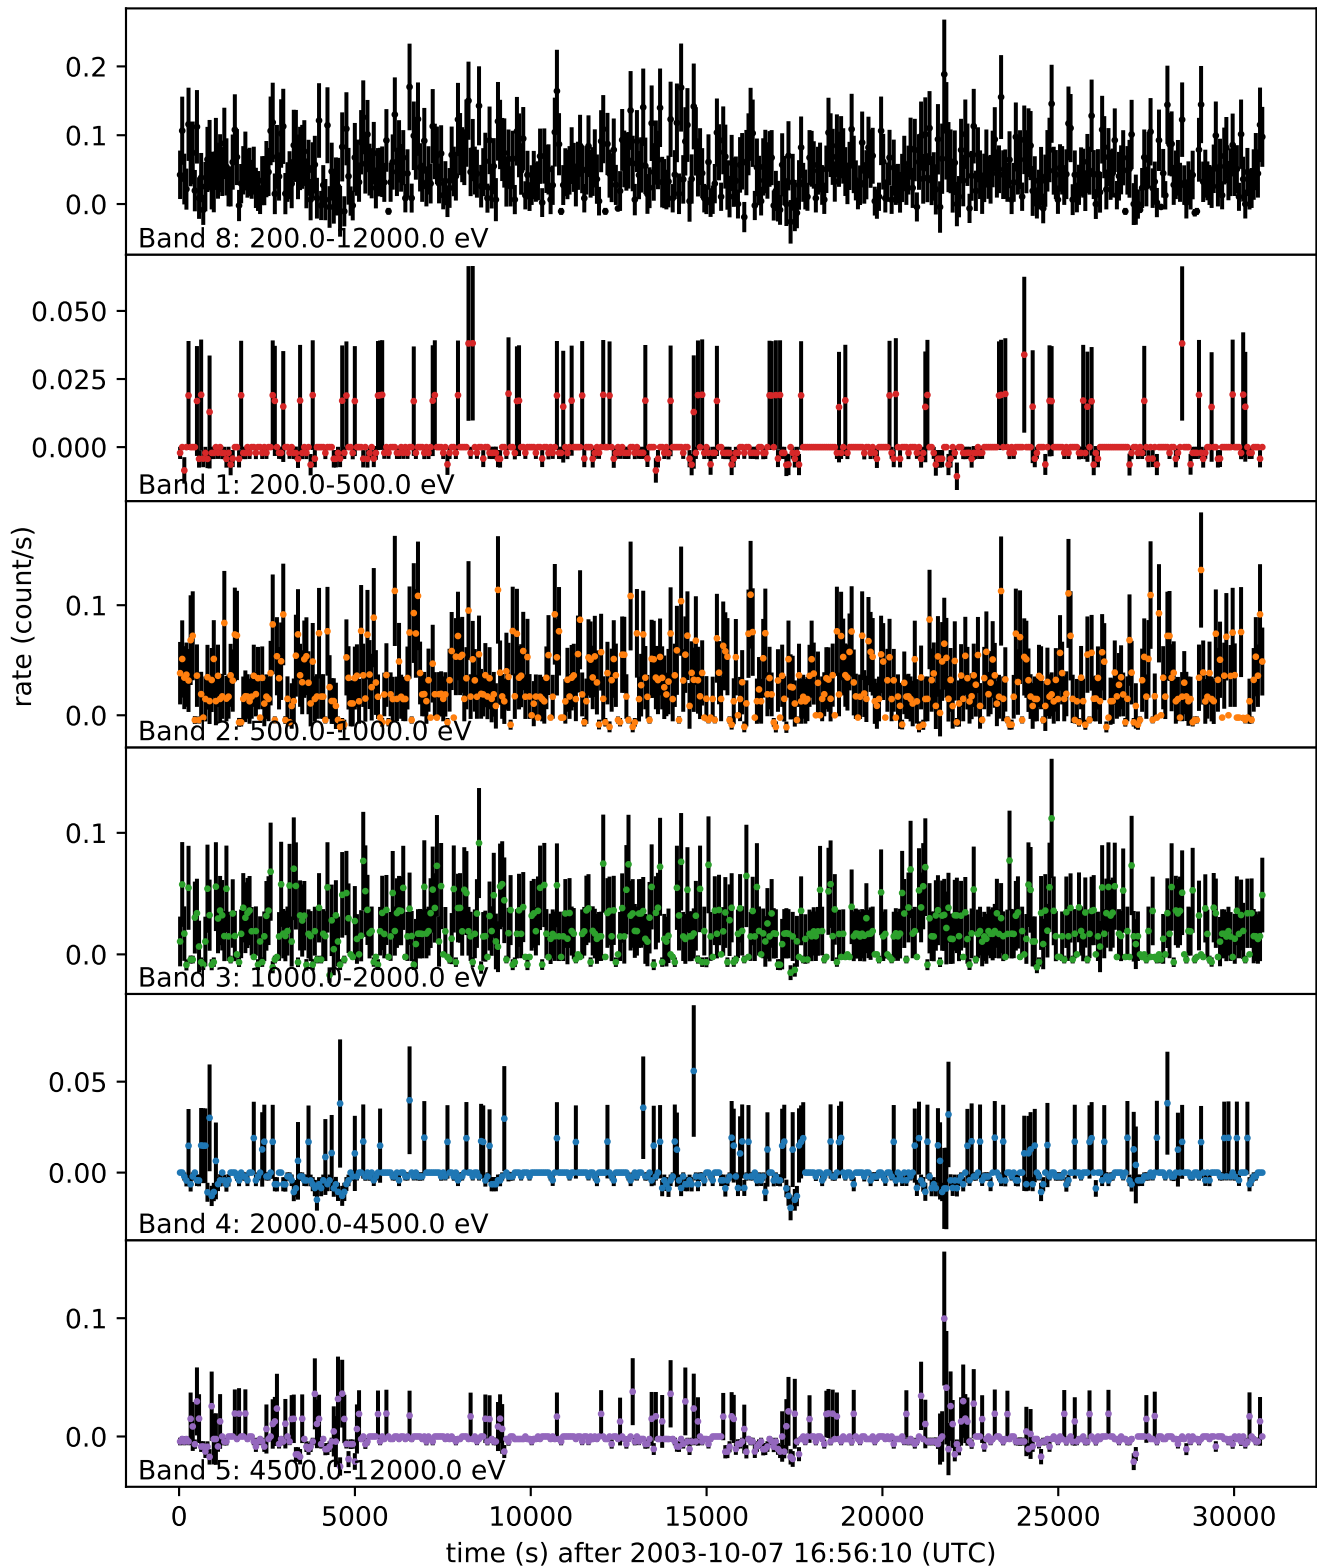 0.2
0.1
0.0
Band 8: 200.0-12000.0 eV
0.050
0.025
0.000
Band 1: 200.0-500.0 eV
rate (count/s)
0.1
0.0
Band 2: 500.0-1000.0 eV
0.1
0.0
Band 3: 1000.0-2000.0 eV
0.05
0.00
Band 4: 2000.0-4500.0 eV
0.1
0.0
Band 5: 4500.0-12000.0 eV
0 5000 10000 15000 20000 25000 30000
time (s) after 2003-10-07 16:56:10 (UTC)